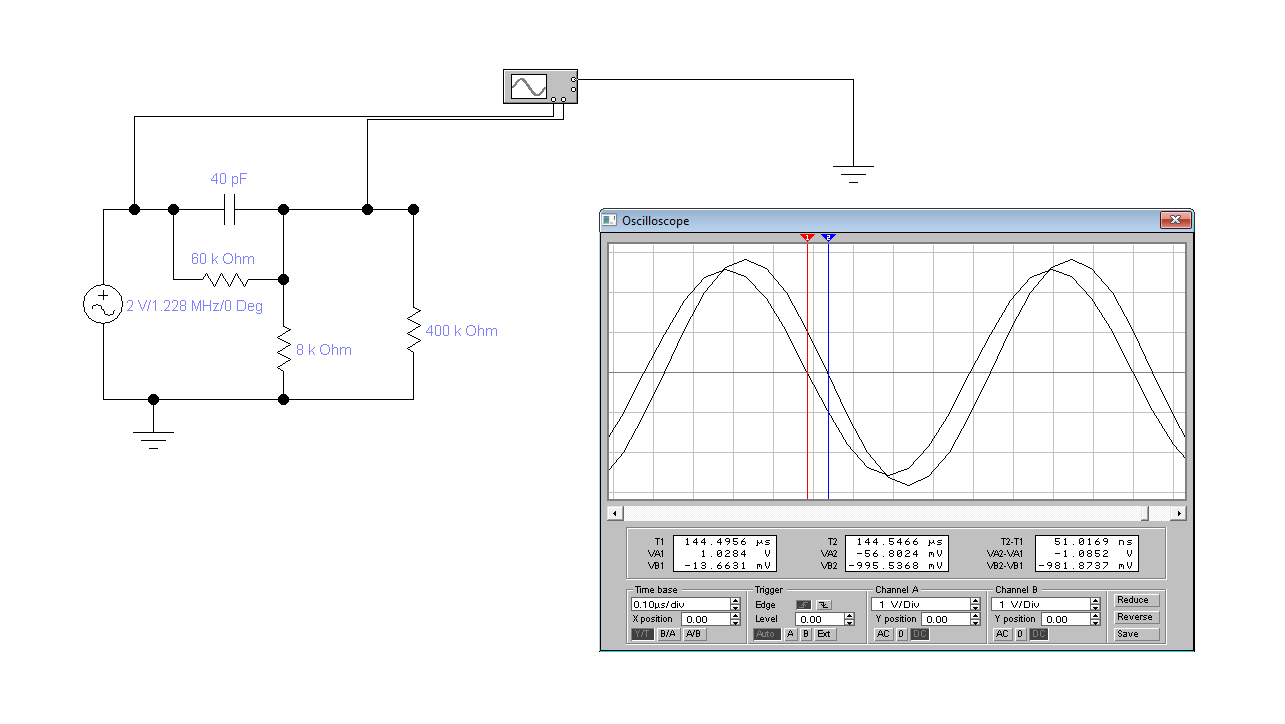 40 pF
60 k Ohm
2 V/1.228 MHz/0 Deg
400 k Ohm
8 k Ohm
Oscilloscope
1 2
T1 144.4956 µs T2 144.5466 µs T2-T1 51.0169 ns
VA1 1.0284 V VA2 -56.8024 mV VA2-VA1 -1.0852 V
VB1 -13.6631 mV VB2 -995.5368 mV VB2-VB1 -981.8737 mV
Time base Trigger Channel A Channel B
0.10µs/div Edge 1 V/Div 1 V/Div Reduce
X position 0.00 Level 0.00 Y position 0.00 Y position 0.00 Reverse
Y/T B/A A/B Auto A B Ext AC 0 DC AC 0 DC Save